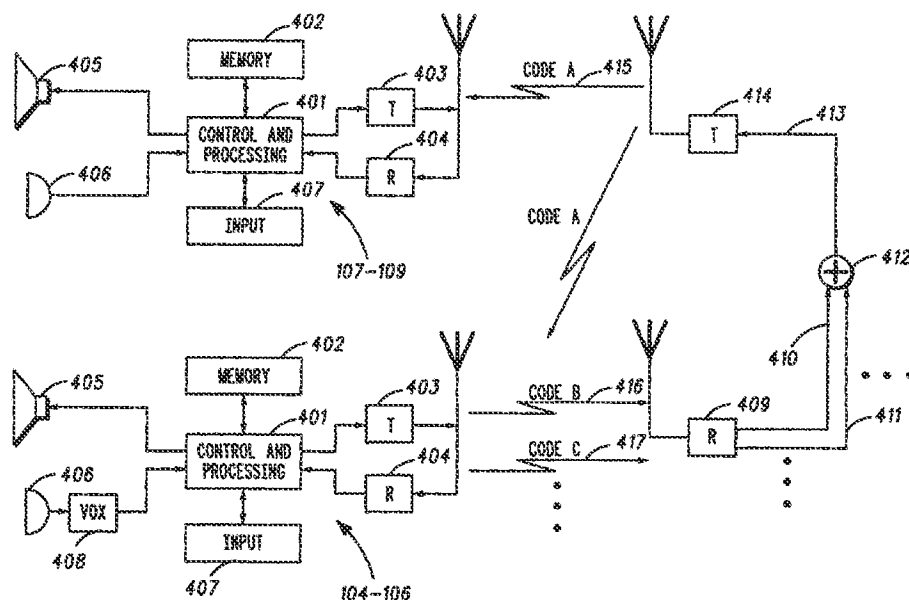 402
405
MEMORY
403
CODE A
415
401
T
414
413
CONTROL AND
PROCESSING
404
T
406
407
R
INPUT
CODE A
107-109
412
402
410
405
MEMORY
403
CODE B
416
409
411
401
T
CONTROL AND
PROCESSING
404
CODE C
417
R
406
R
VOX
408
INPUT
407
104-106